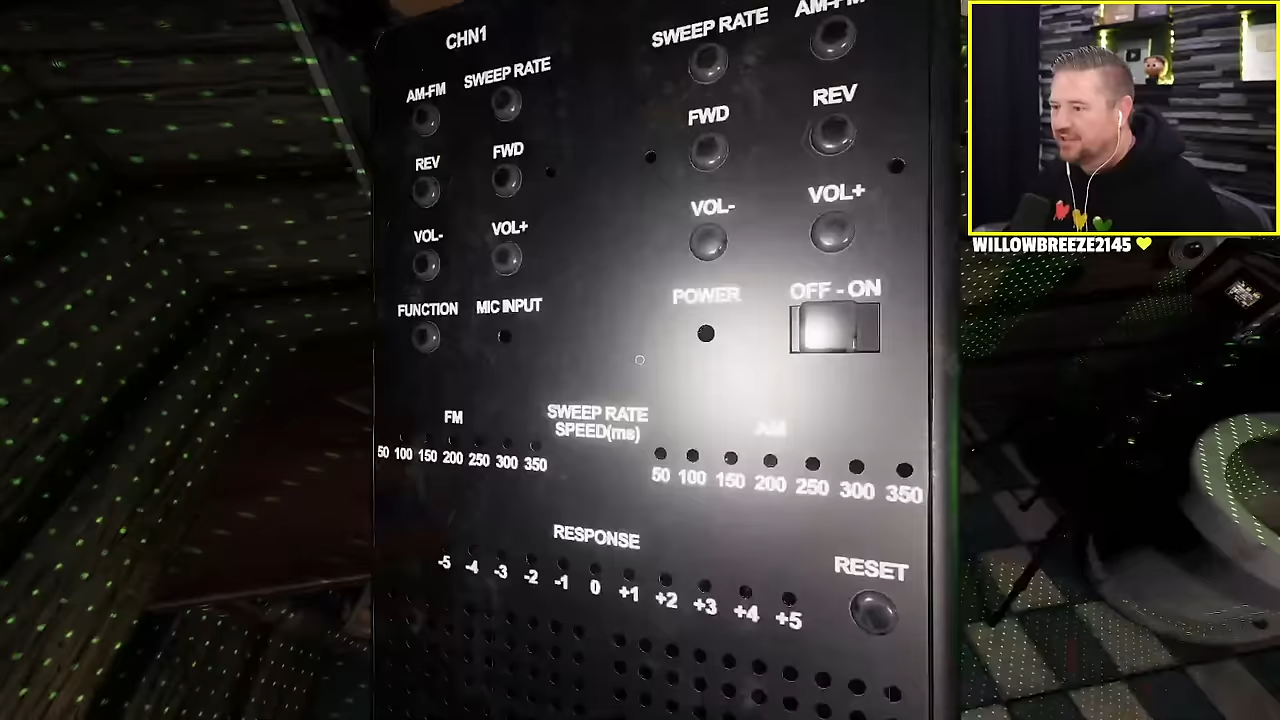 CHN1
AM-FM SWEEP RATE
REV FWD
VOL- VOL+
FUNCTION MIC INPUT
SWEEP RATE AM-FM
FWD REV
VOL- VOL+
POWER OFF - ON
FM
50 100 150 200 250 300 350
SWEEP RATE
SPEED(ms)
AM
50 100 150 200 250 300 350
RESPONSE
-5 -4 -3 -2 -1 0 +1 +2 +3 +4 +5
RESET
WILLOWBREEZE2145